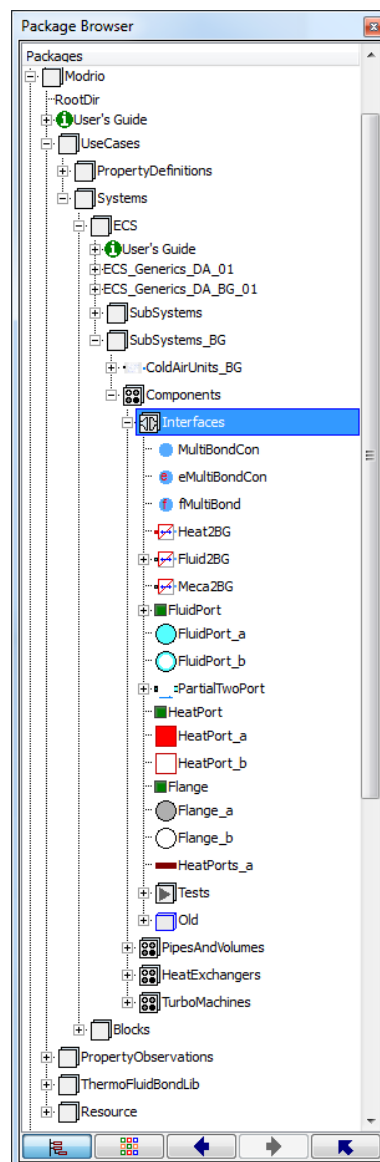 Package Browser
Packages
Modrio
RootDir
User's Guide
UseCases
PropertyDefinitions
Systems
ECS
User's Guide
ECS_Generics_DA_01
ECS_Generics_DA_BG_01
SubSystems
SubSystems_BG
ColdAirUnits_BG
Components
Interfaces
MultiBondCon
eMultiBondCon
fMultiBond
Heat2BG
Fluid2BG
Meca2BG
FluidPort
FluidPort_a
FluidPort_b
PartialTwoPort
HeatPort
HeatPort_a
HeatPort_b
Flange
Flange_a
Flange_b
HeatPorts_a
Tests
Old
PipesAndVolumes
HeatExchangers
TurboMachines
Blocks
PropertyObservations
ThermoFluidBondLib
Resource